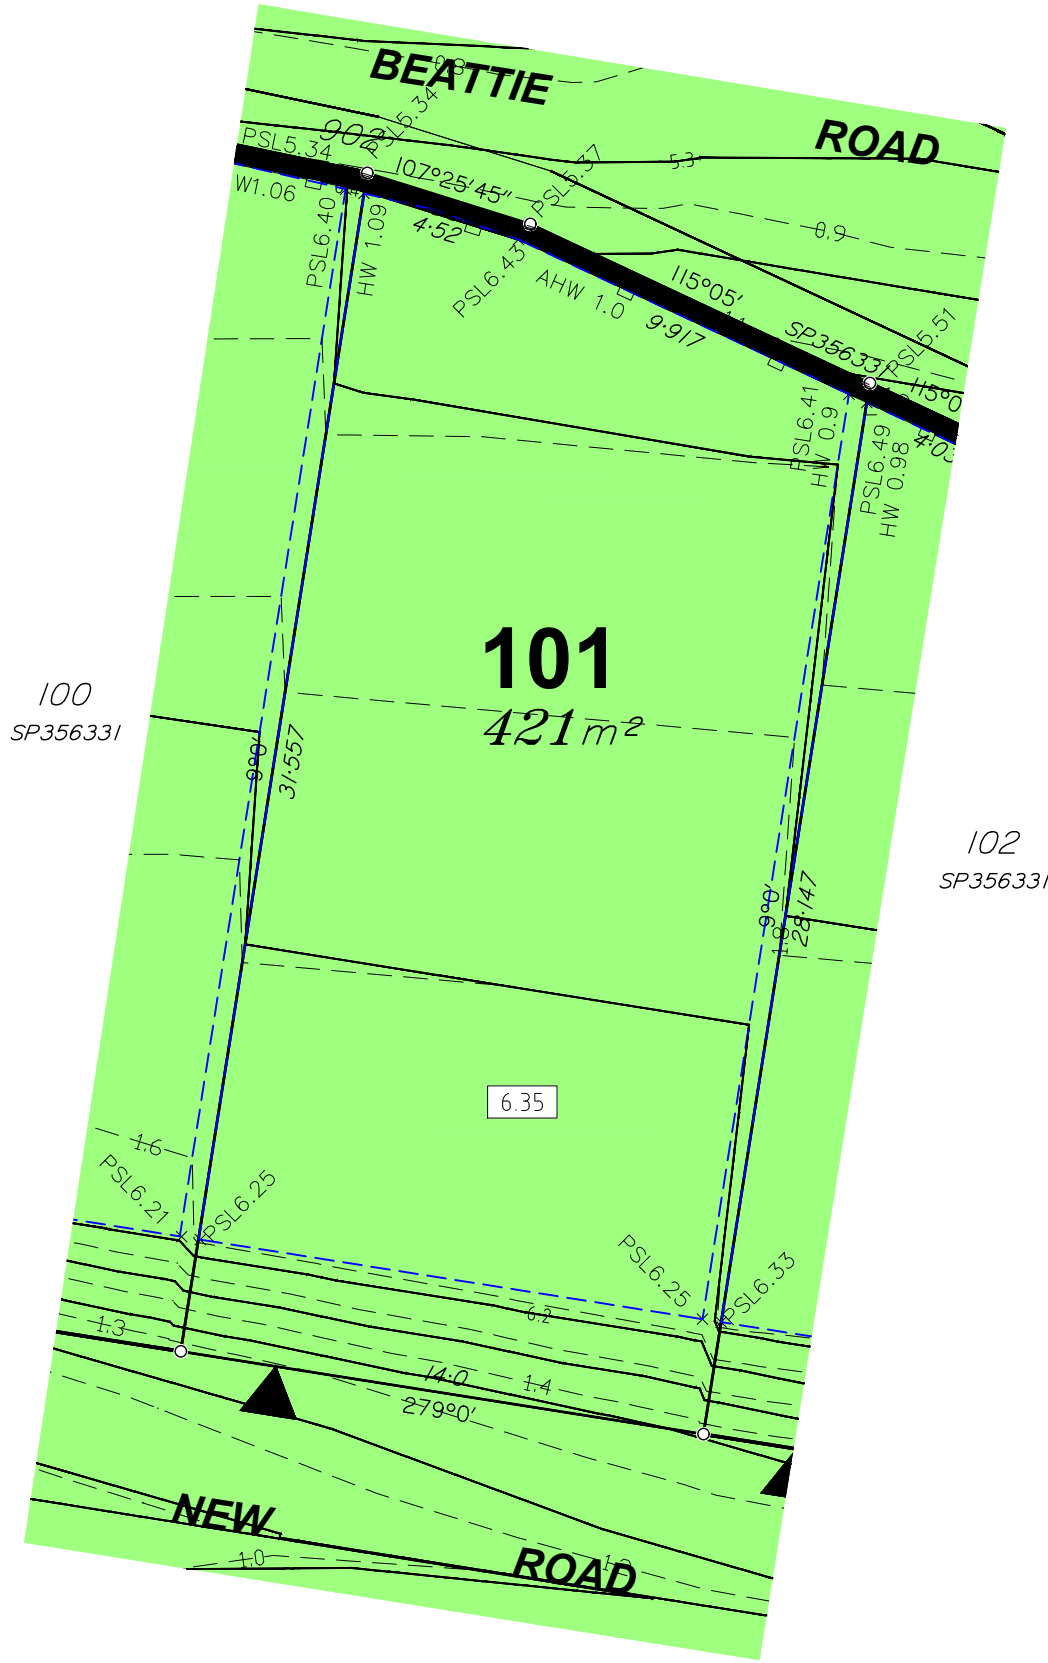 BEATTIE
ROAD
0.8
902
PSL5.34
PSL5.34
107°25'45"
PSL5.37
5.3
0.9
W1.06
PSL6.40
HW 1.09
4·52
PSL6.43
AHW 1.0
115°05'
9·917
SP356331
PSL5.51
PSL6.41
HW 0.9
PSL6.49
HW 0.98
101
421 m²
100
SP356331
9°0'
31·557
102
SP356331
9°0'
28·147
1.8
6.35
1.6
PSL6.21
PSL6.25
PSL6.25
PSL6.33
6.2
1.3
14·0
1.4
279°0'
NEW
ROAD
1.0